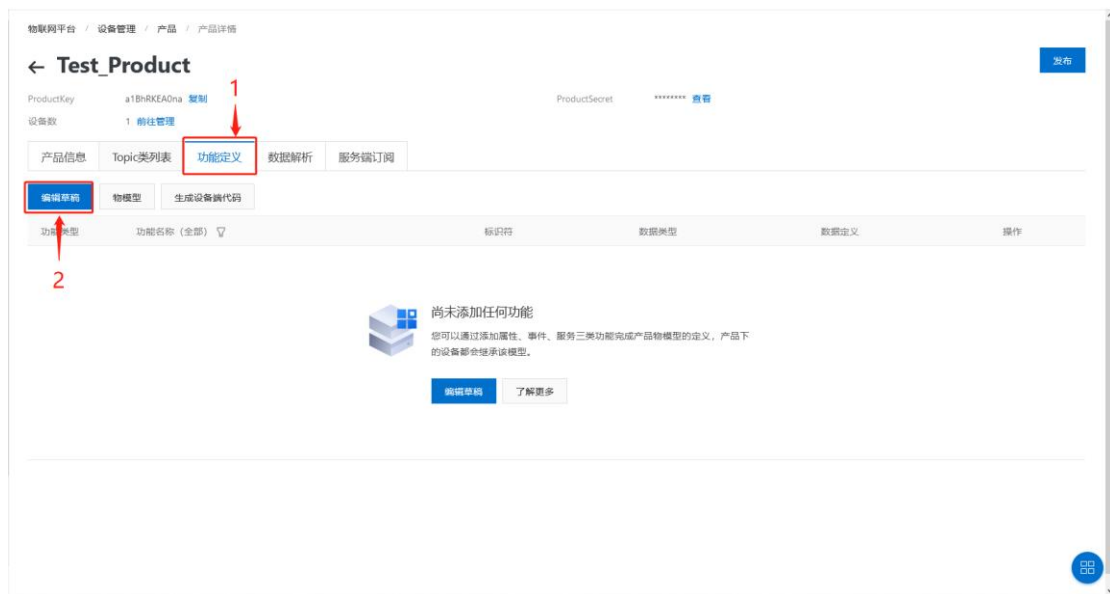 物联网平台 / 设备管理 / 产品 / 产品详情
← Test_Product
发布
1
ProductKey a1BhRKEA0na 复制 ProductSecret ******** 查看
设备数 1 前往管理
产品信息 Topic类列表 功能定义 数据解析 服务端订阅
编辑草稿 物模型 生成设备端代码
功能类型 功能名称（全部） 标识符 数据类型 数据定义 操作
2
尚未添加任何功能
您可以通过添加属性、事件、服务三类功能完成产品物模型的定义，产品下
的设备都会继承该模型。
编辑草稿 了解更多